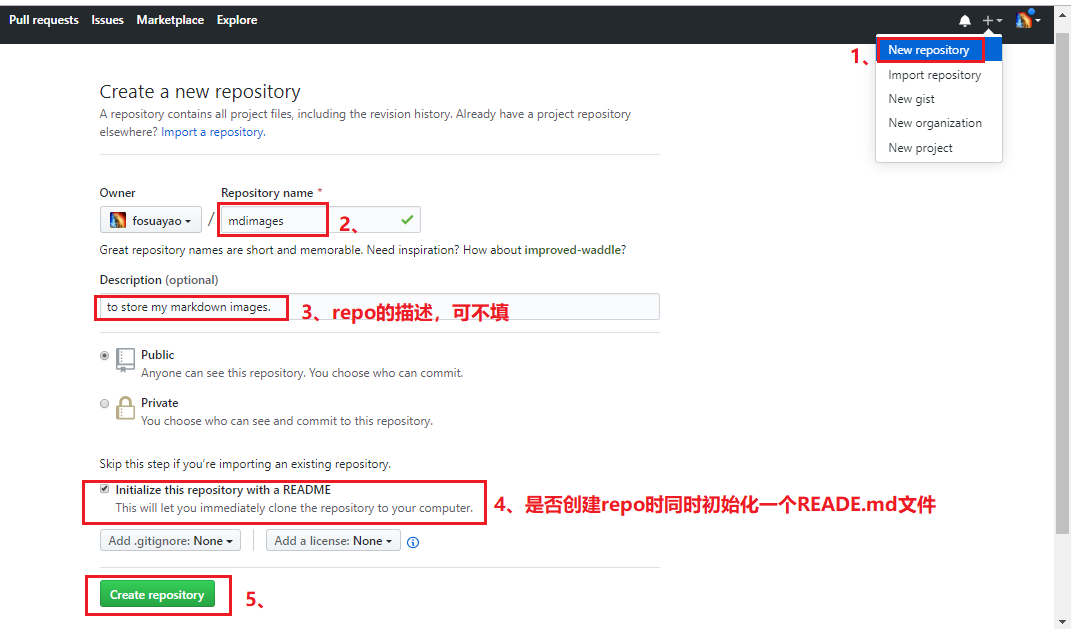 Pull requests Issues Marketplace Explore
1、
New repository
Import repository
New gist
New organization
New project
Create a new repository
A repository contains all project files, including the revision history. Already have a project repository
elsewhere? Import a repository.
Owner Repository name *
fosuayao / mdimages 2、
Great repository names are short and memorable. Need inspiration? How about improved-waddle?
Description (optional)
to store my markdown images. 3、repo的描述，可不填
Public
Anyone can see this repository. You choose who can commit.
Private
You choose who can see and commit to this repository.
Skip this step if you're importing an existing repository.
Initialize this repository with a README
This will let you immediately clone the repository to your computer.
4、是否创建repo时同时初始化一个READE.md文件
Add .gitignore: None Add a license: None
Create repository 5、